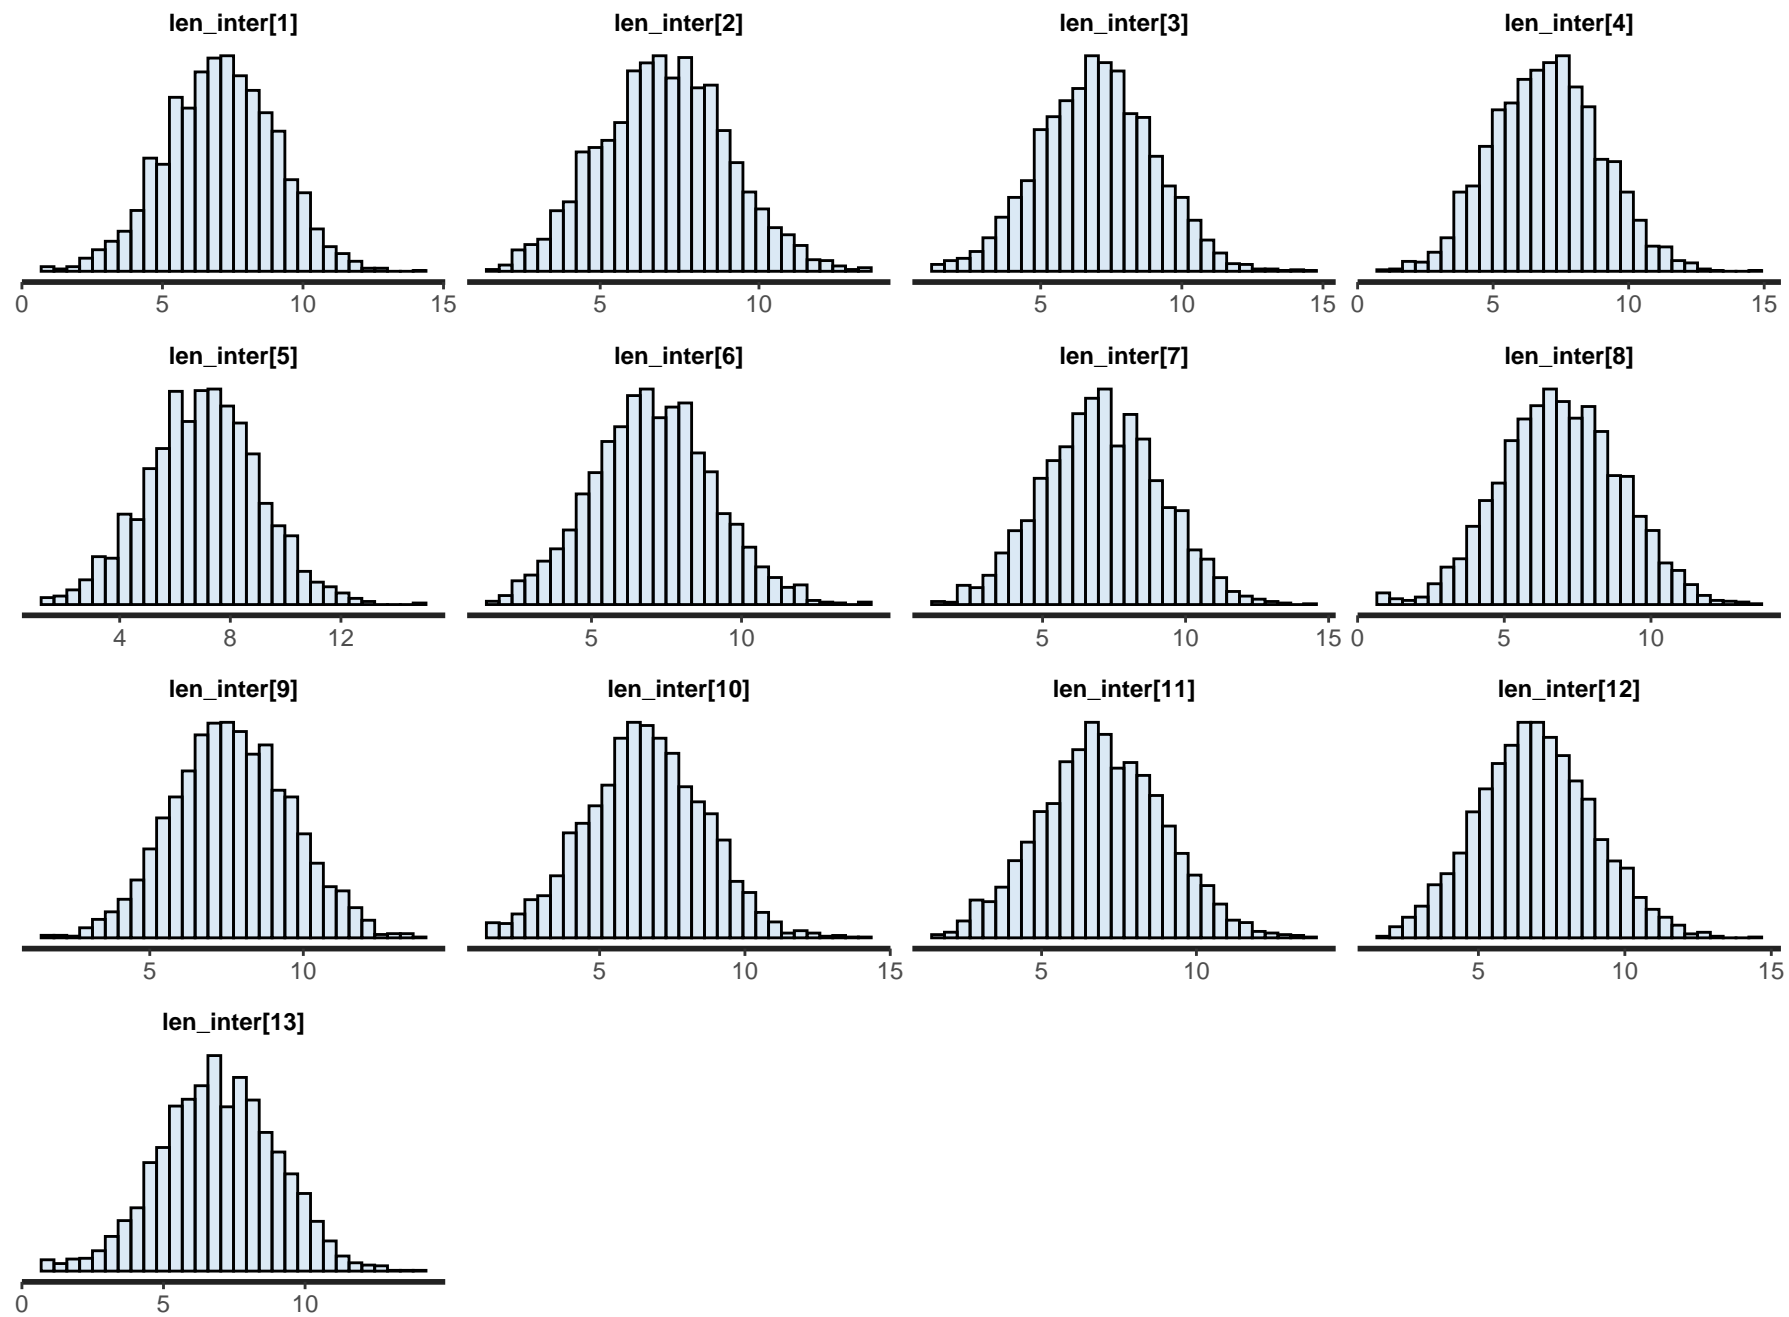 len_inter[1] len_inter[2] len_inter[3] len_inter[4]
0 5 10 15 5 10 5 10 15 0 5 10 15
len_inter[5] len_inter[6] len_inter[7] len_inter[8]
4 8 12 5 10 5 10 15 0 5 10
len_inter[9] len_inter[10] len_inter[11] len_inter[12]
5 10 5 10 15 5 10 5 10 15
len_inter[13]
0 5 10